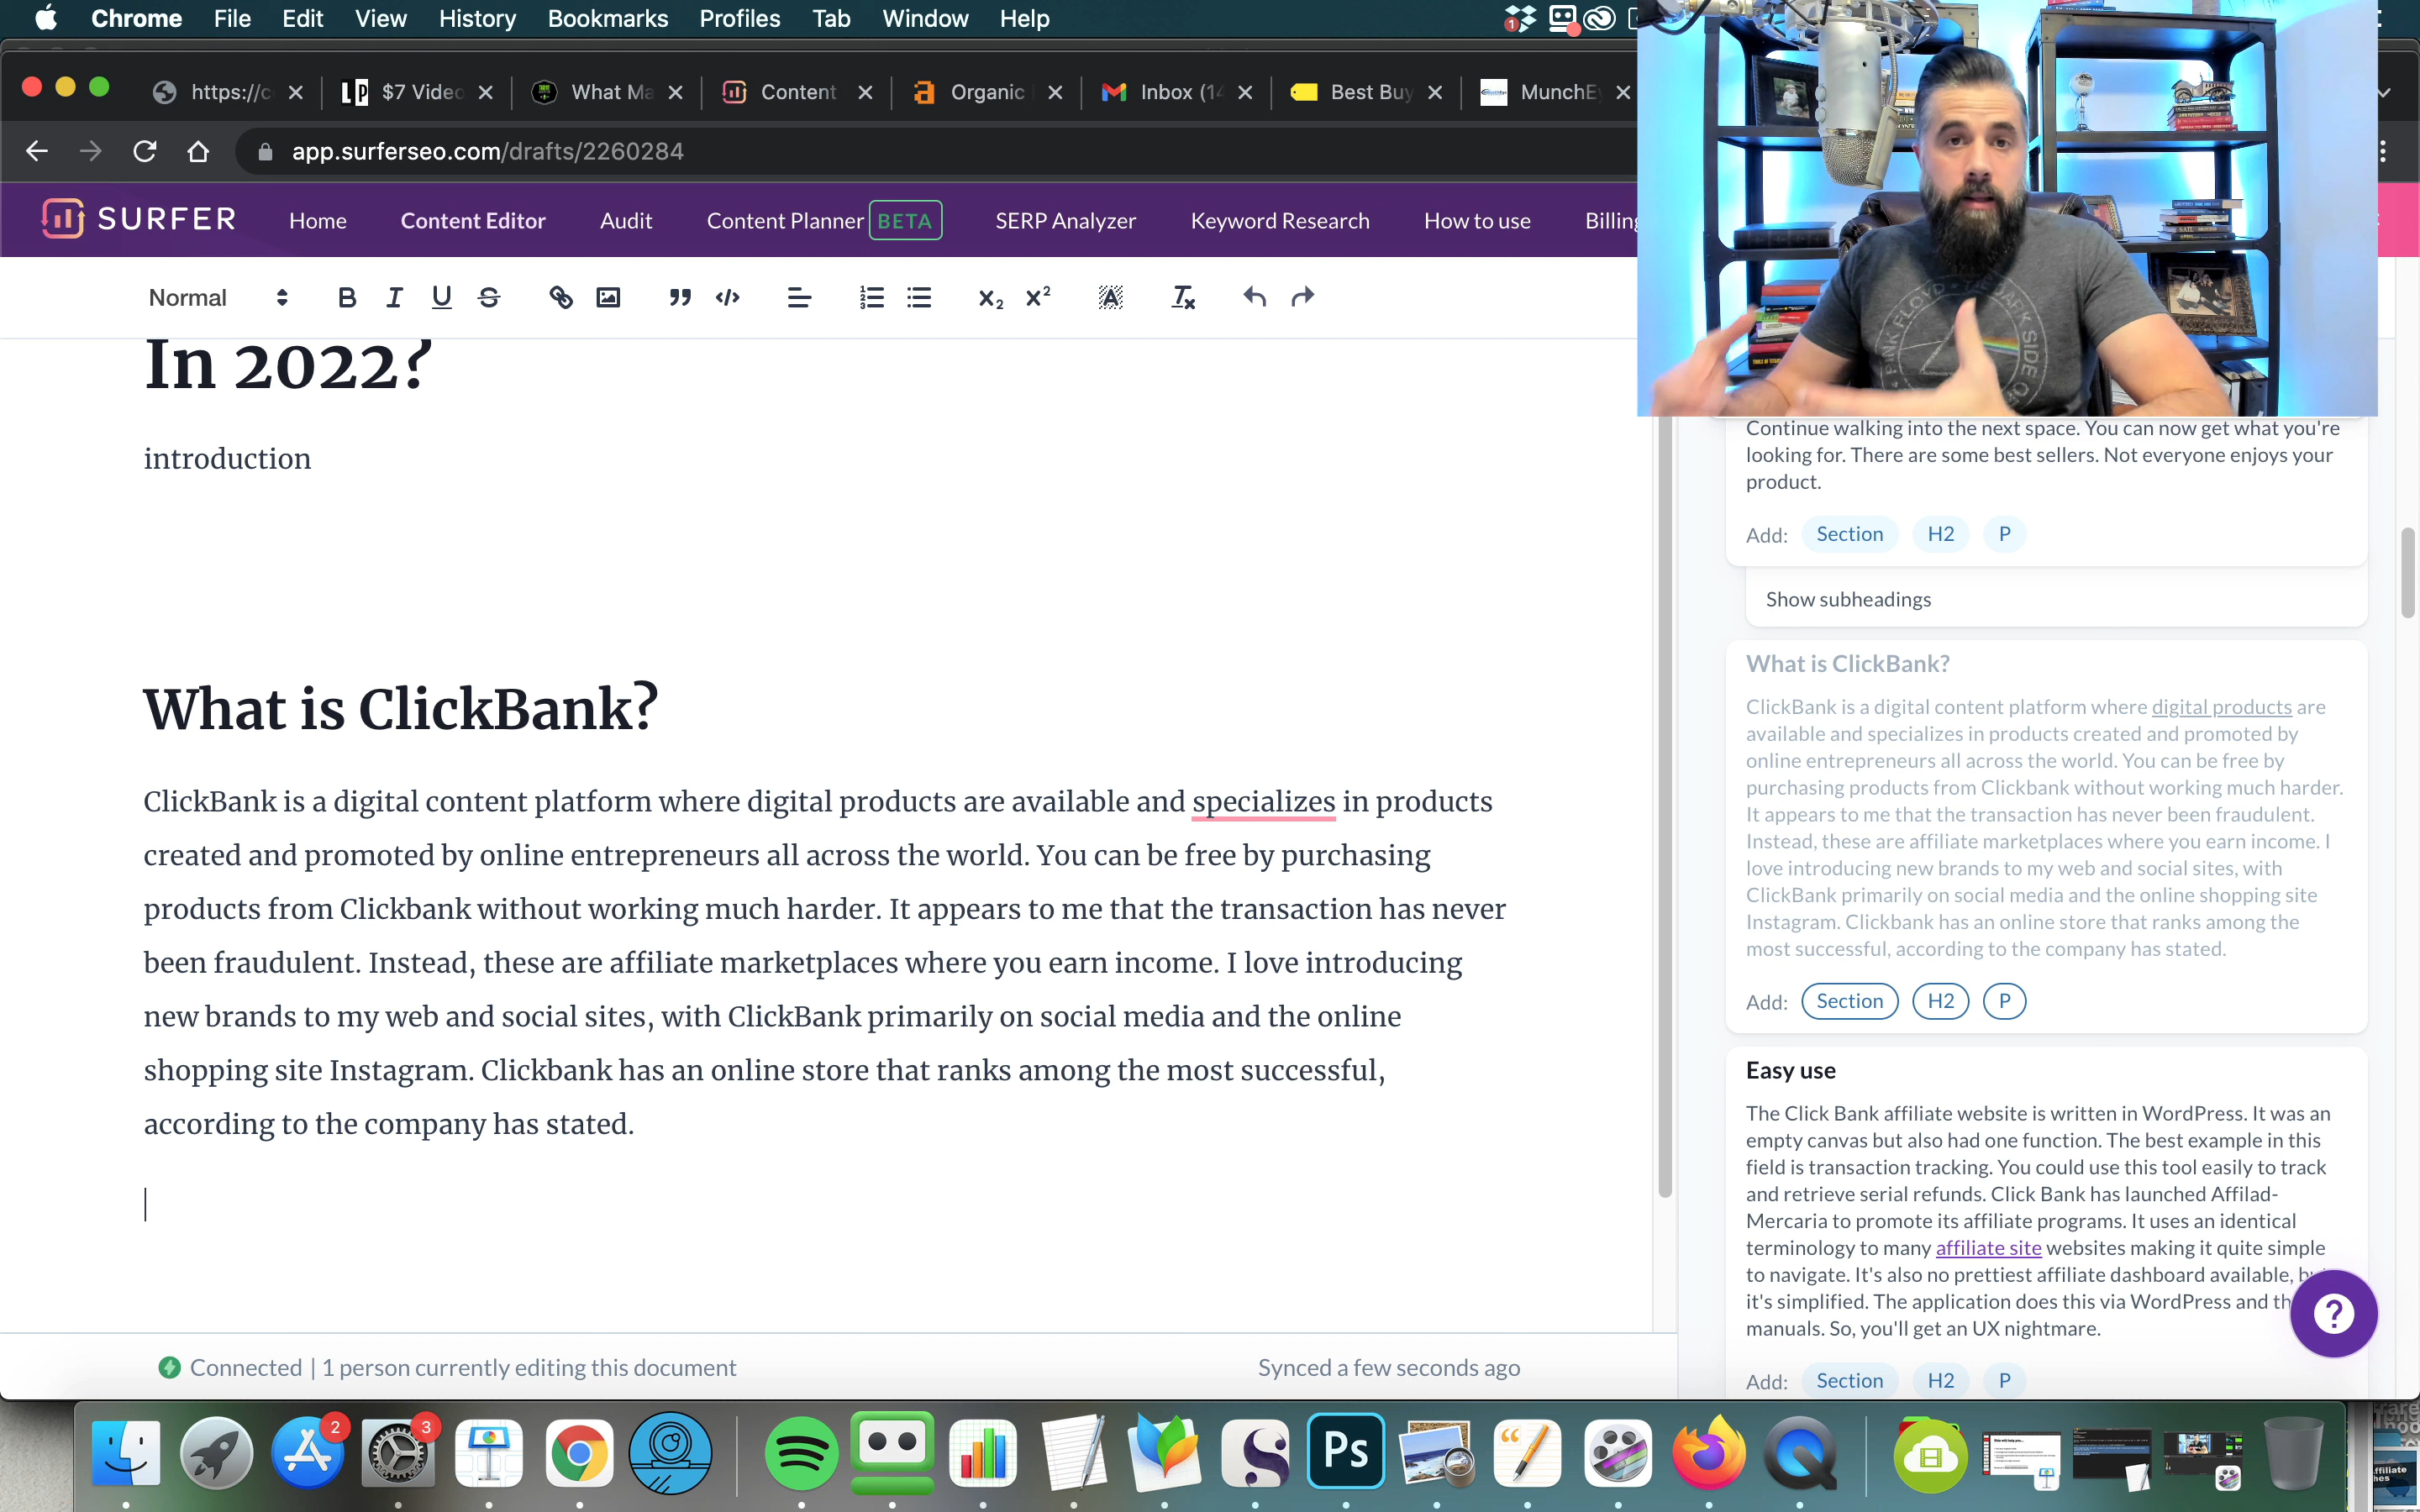 Chrome File Edit View History Bookmarks Profiles Tab Window Help
1
https://c $7 Video What Ma Content Organic Inbox (14 Best Buy MunchEy
app.surferseo.com/drafts/2260284
SURFER Home Content Editor Audit Content Planner BETA SERP Analyzer Keyword Research How to use Billing
Normal
In 2022?
introduction
What is ClickBank?
ClickBank is a digital content platform where digital products are available and specializes in products
created and promoted by online entrepreneurs all across the world. You can be free by purchasing
products from Clickbank without working much harder. It appears to me that the transaction has never
been fraudulent. Instead, these are affiliate marketplaces where you earn income. I love introducing
new brands to my web and social sites, with ClickBank primarily on social media and the online
shopping site Instagram. Clickbank has an online store that ranks among the most successful,
according to the company has stated.
Connected | 1 person currently editing this document
Synced a few seconds ago
PINK FLOYD THE DARK SIDE OF
Continue walking into the next space. You can now get what you're
looking for. There are some best sellers. Not everyone enjoys your
product.
Add: Section H2 P
Show subheadings
What is ClickBank?
ClickBank is a digital content platform where digital products are
available and specializes in products created and promoted by
online entrepreneurs all across the world. You can be free by
purchasing products from Clickbank without working much harder.
It appears to me that the transaction has never been fraudulent.
Instead, these are affiliate marketplaces where you earn income. I
love introducing new brands to my web and social sites, with
ClickBank primarily on social media and the online shopping site
Instagram. Clickbank has an online store that ranks among the
most successful, according to the company has stated.
Add: Section H2 P
Easy use
The Click Bank affiliate website is written in WordPress. It was an
empty canvas but also had one function. The best example in this
field is transaction tracking. You could use this tool easily to track
and retrieve serial refunds. Click Bank has launched Affilad-
Mercaria to promote its affiliate programs. It uses an identical
terminology to many affiliate site websites making it quite simple
to navigate. It's also no prettiest affiliate dashboard available,
it's simplified. The application does this via WordPress and
manuals. So, you'll get an UX nightmare.
Add: Section H2 P
2
3
Ps